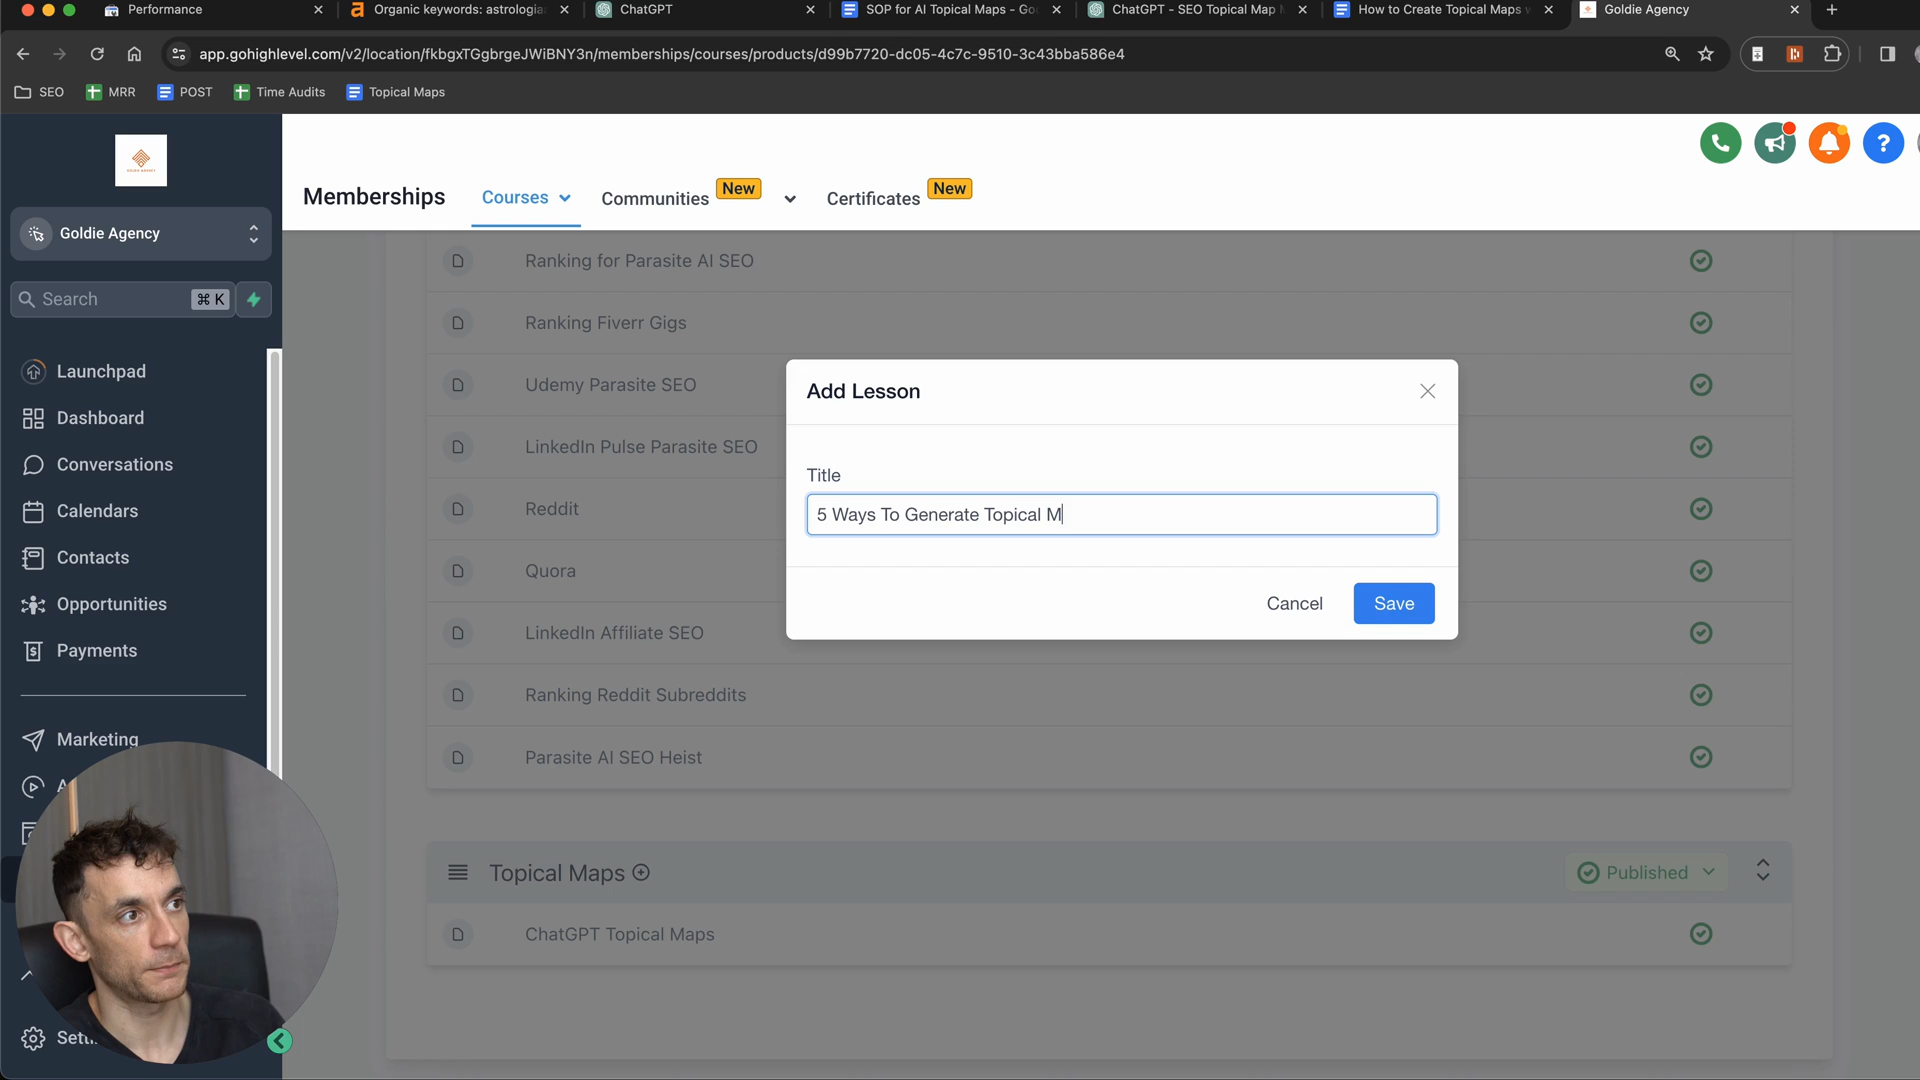 Performance
Organic keywords: astrologia
ChatGPT
SOP for AI Topical Maps - Go
ChatGPT - SEO Topical Map
How to Create Topical Maps
Goldie Agency
app.gohighlevel.com/v2/location/fkbgxTGgbrgeJWiBNY3n/memberships/courses/products/d99b7720-dc05-4c7c-9510-3c43bba586e4
SEO
MRR
POST
Time Audits
Topical Maps
GOLDIE AGENCY
Memberships
Courses
Communities
New
Certificates
New
?
Goldie Agency
Search
⌘ K
Launchpad
Dashboard
Conversations
Calendars
Contacts
Opportunities
Payments
Marketing
Ranking for Parasite AI SEO
Ranking Fiverr Gigs
Udemy Parasite SEO
LinkedIn Pulse Parasite SEO
Reddit
Quora
LinkedIn Affiliate SEO
Ranking Reddit Subreddits
Parasite AI SEO Heist
Add Lesson
Title
5 Ways To Generate Topical M
Cancel
Save
Topical Maps
Published
ChatGPT Topical Maps